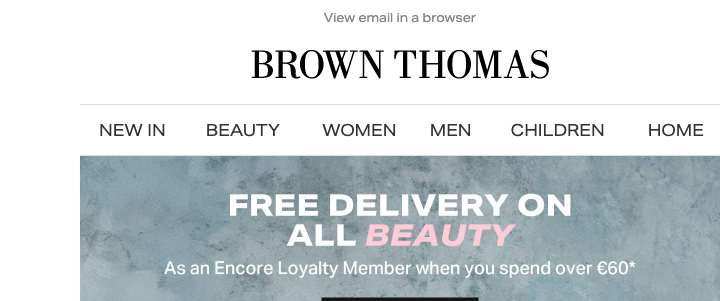 View email in a browser
BROWN THOMAS
NEW IN BEAUTY WOMEN MEN CHILDREN HOME
FREE DELIVERY ON
ALL BEAUTY
As an Encore Loyalty Member when you spend over €60*